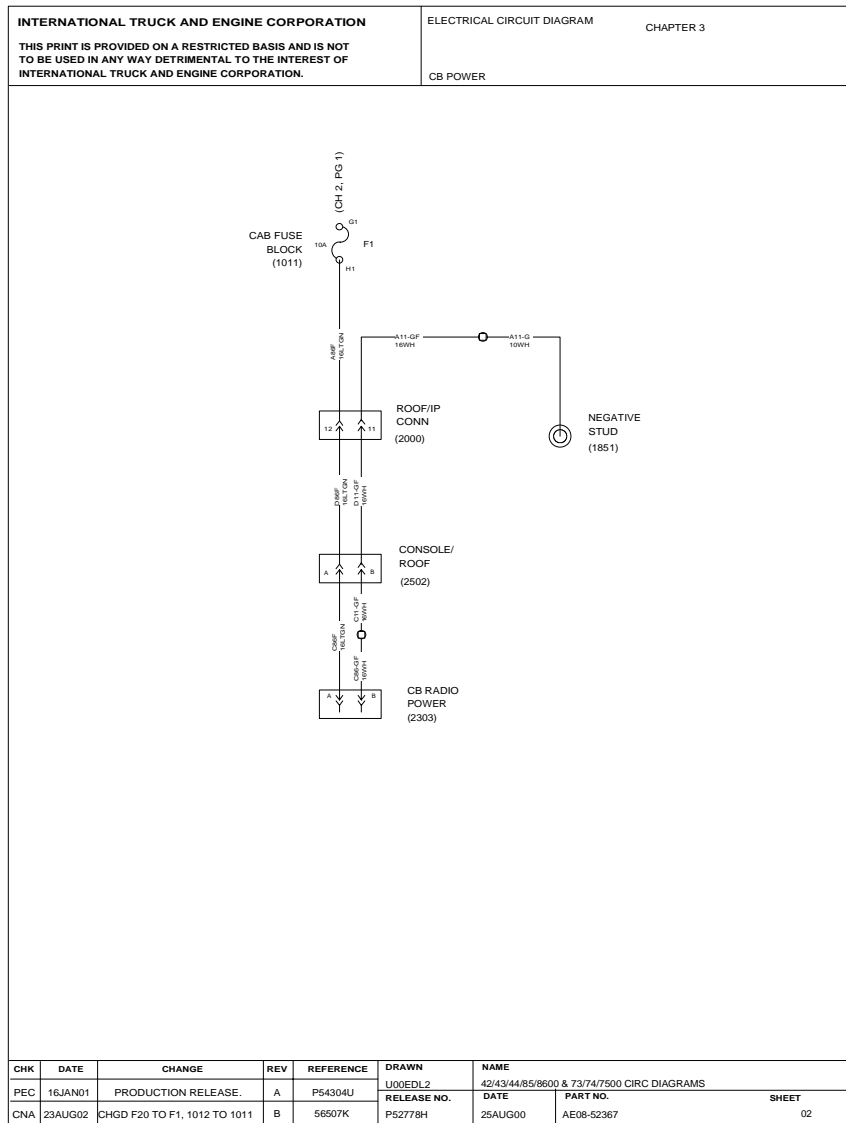 INTERNATIONAL TRUCK AND ENGINE CORPORATION
THIS PRINT IS PROVIDED ON A RESTRICTED BASIS AND IS NOT
TO BE USED IN ANY WAY DETRIMENTAL TO THE INTEREST OF
INTERNATIONAL TRUCK AND ENGINE CORPORATION.
ELECTRICAL CIRCUIT DIAGRAM
CHAPTER 3
CB POWER
(CH 2, PG 1)
G1
CAB FUSE
BLOCK
(1011)
10A
F1
H1
A86F
16LTGN
A11-GF
16WH
A11-G
10WH
ROOF/IP
CONN
(2000)
12
11
NEGATIVE
STUD
(1851)
D86F
16LTGN
D11-GF
16WH
CONSOLE/
ROOF
(2502)
A
B
C11-GF
16WH
C86F
16LTGN
C86-GF
16WH
CB RADIO
POWER
(2303)
A
B
CHK DATE CHANGE REV REFERENCE
PEC 16JAN01 PRODUCTION RELEASE. A P54304U
CNA 23AUG02 CHGD F20 TO F1, 1012 TO 1011 B 56507K
DRAWN
U00EDL2
NAME
42/43/44/85/8600 & 73/74/7500 CIRC DIAGRAMS
RELEASE NO.
P52778H
DATE
25AUG00
PART NO.
AE08-52367
SHEET
02